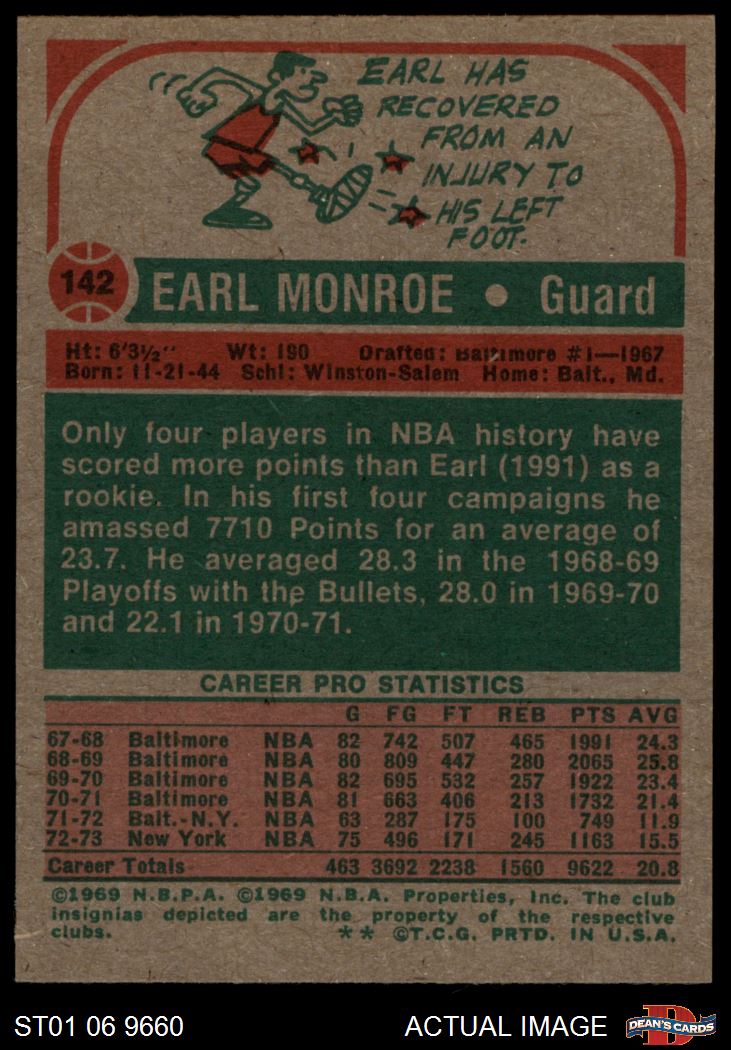 EARL HAS
RECOVERED
FROM AN
INJURY TO
HIS LEFT
FOOT.
142 EARL MONROE • Guard
Ht: 6'3½" Wt: 190 Drafted: Baltimore #1—1967
Born: 11-21-44 Schl: Winston-Salem Home: Balt., Md.
Only four players in NBA history have
scored more points than Earl (1991) as a
rookie. In his first four campaigns he
amassed 7710 Points for an average of
23.7. He averaged 28.3 in the 1968-69
Playoffs with the Bullets, 28.0 in 1969-70
and 22.1 in 1970-71.
CAREER PRO STATISTICS
G FG FT REB PTS AVG
67-68 Baltimore NBA 82 742 507 465 1991 24.3
68-69 Baltimore NBA 80 809 447 280 2065 25.8
69-70 Baltimore NBA 82 695 532 257 1922 23.4
70-71 Baltimore NBA 81 663 406 213 1732 21.4
71-72 Balt.-N.Y. NBA 63 287 175 100 749 11.9
72-73 New York NBA 75 496 171 245 1163 15.5
Career Totals 463 3692 2238 1560 9622 20.8
©1969 N.B.P.A. ©1969 N.B.A. Properties, Inc. The club
insignias depicted are the property of the respective
clubs. ** ©T.C.G. PRTD. IN U.S.A.
ST01 06 9660 ACTUAL IMAGE DEAN'S CARDS